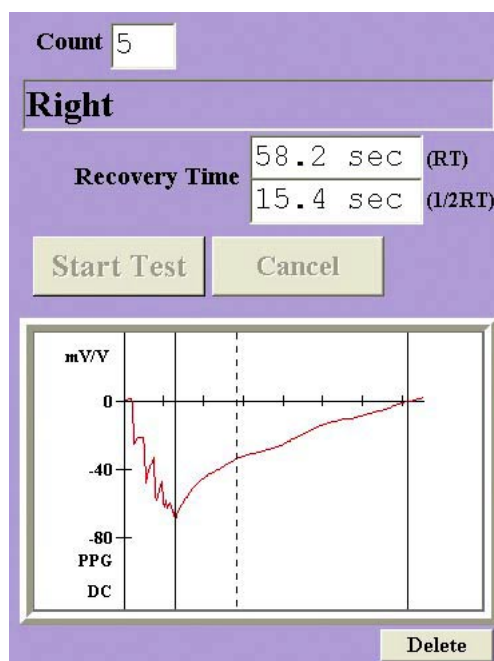 Count 5
Right
Recovery Time
58.2 sec (RT)
15.4 sec (1/2RT)
Start Test Cancel
mV/V
0
-40
-80
PPG
DC
Delete